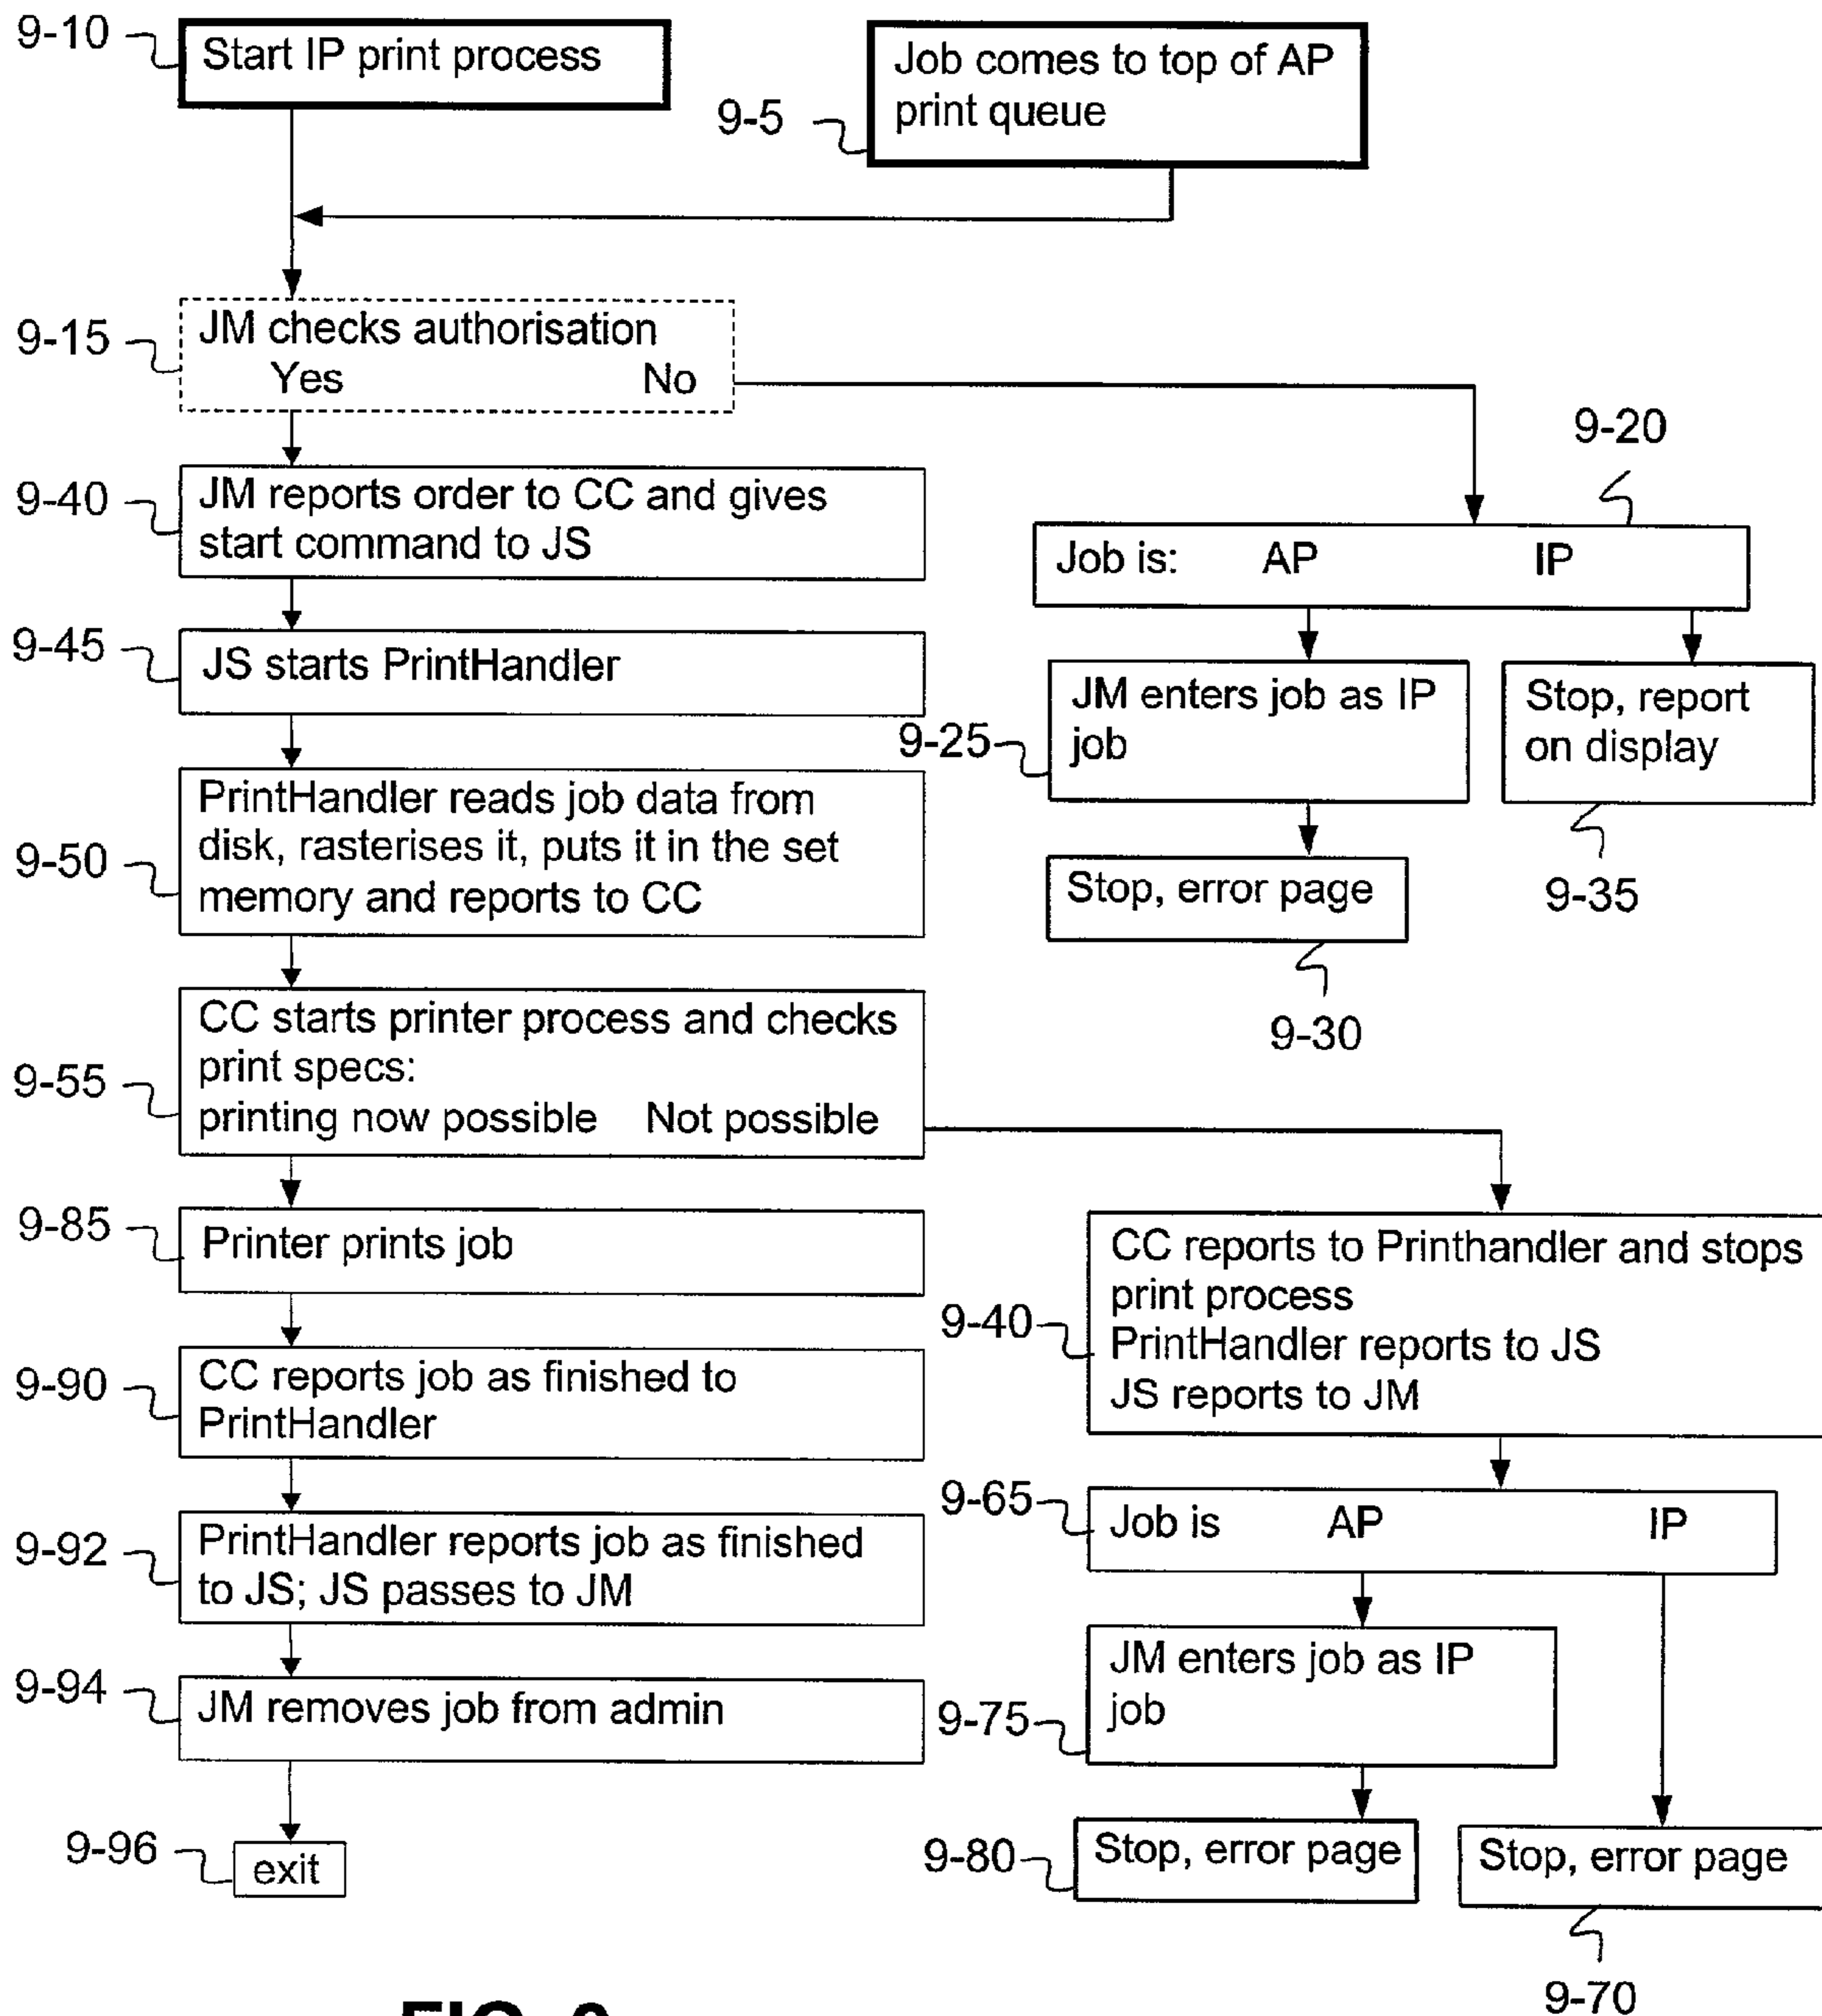 9-10
Start IP print process
Job comes to top of AP
print queue
9-5
9-15
JM checks authorisation
Yes No
9-20
9-40
JM reports order to CC and gives
start command to JS
Job is: AP IP
9-45
JS starts PrintHandler
9-25
JM enters job as IP
job
Stop, report
on display
9-35
9-50
PrintHandler reads job data from
disk, rasterises it, puts it in the set
memory and reports to CC
Stop, error page
9-30
9-55
CC starts printer process and checks
print specs:
printing now possible Not possible
9-85
Printer prints job
9-40
CC reports to Printhandler and stops
print process
PrintHandler reports to JS
JS reports to JM
9-90
CC reports job as finished to
PrintHandler
9-65
Job is AP IP
9-92
PrintHandler reports job as finished
to JS; JS passes to JM
9-75
JM enters job as IP
job
9-94
JM removes job from admin
9-80
Stop, error page
Stop, error page
9-70
9-96
exit